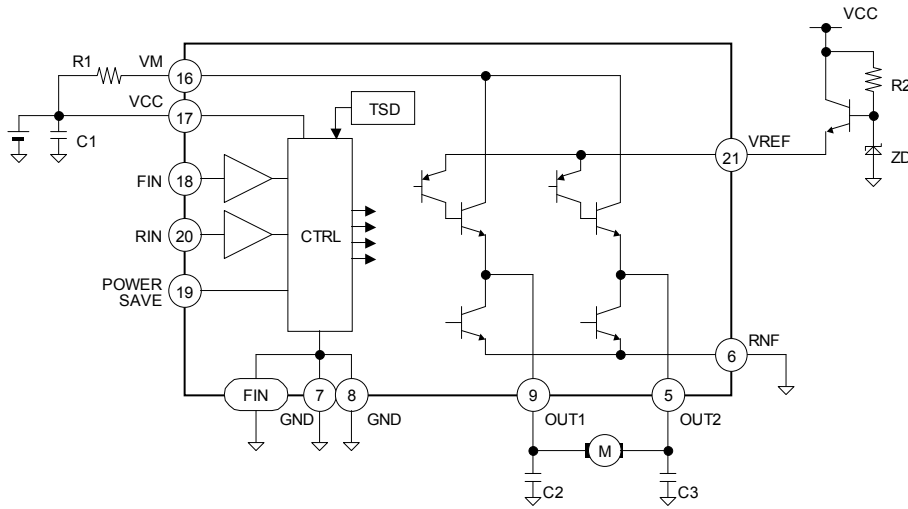 VCC
R1
VM
16
R2
VCC
17
TSD
C1
VREF
21
ZD
FIN
18
RIN
20
CTRL
POWER
SAVE
19
RNF
6
FIN
7
8
GND
GND
9
OUT1
5
OUT2
M
C2
C3